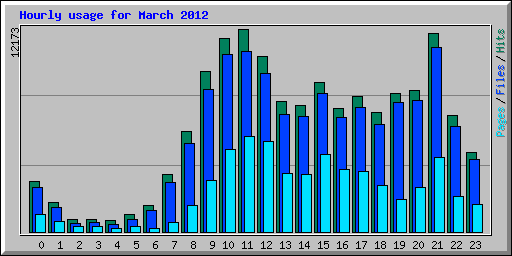 Hourly usage for March 2012
12173
Pages / Files / Hits
0 1 2 3 4 5 6 7 8 9 10 11 12 13 14 15 16 17 18 19 20 21 22 23